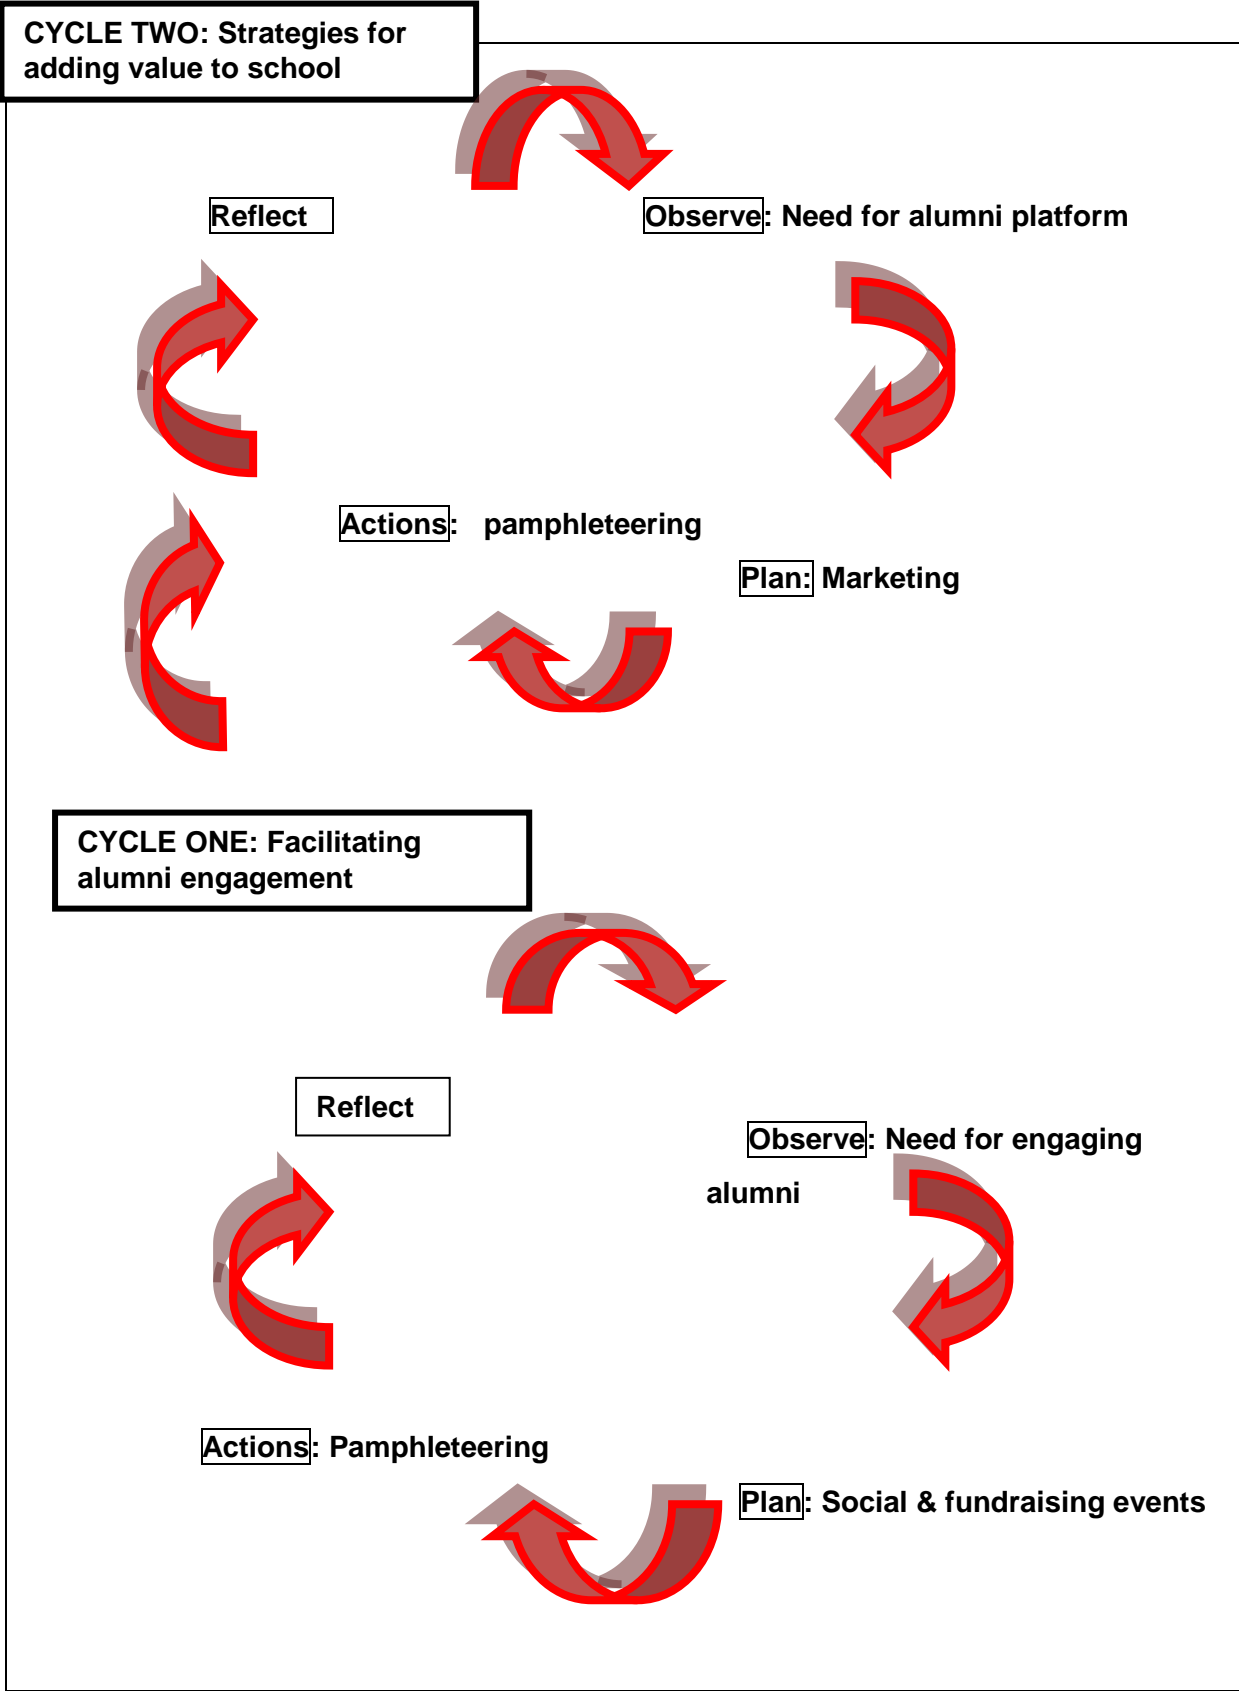 CYCLE TWO: Strategies for
adding value to school
Reflect
Observe: Need for alumni platform
Actions: pamphleteering
Plan: Marketing
CYCLE ONE: Facilitating
alumni engagement
Reflect
Observe: Need for engaging
alumni
Actions: Pamphleteering
Plan: Social & fundraising events